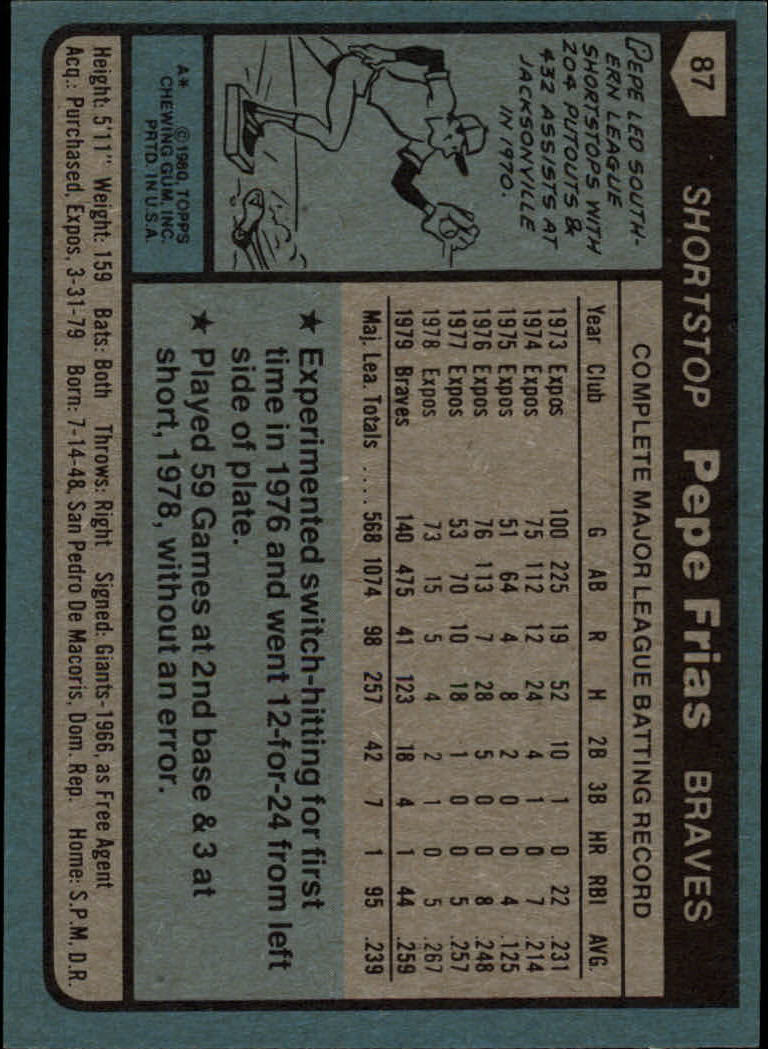 87
SHORTSTOP Pepe Frias BRAVES
PEPE LED SOUTH-
ERN LEAGUE
SHORTSTOPS WITH
204 PUTOUTS &
432 ASSISTS AT
JACKSONVILLE
IN 1970.
A* © 1980, TOPPS
CHEWING GUM, INC.
PRTD. IN U.S.A.
COMPLETE MAJOR LEAGUE BATTING RECORD
Year Club G AB R H 2B 3B HR RBI AVG.
1973 Expos 100 225 19 52 10 1 0 22 .231
1974 Expos 75 112 12 24 4 1 0 7 .214
1975 Expos 51 64 4 8 2 0 0 4 .125
1976 Expos 76 113 7 28 5 0 0 8 .248
1977 Expos 53 70 10 18 1 0 0 5 .257
1978 Expos 73 15 5 4 2 1 0 5 .267
1979 Braves 140 475 41 123 18 4 1 44 .259
Maj. Lea. Totals .... 568 1074 98 257 42 7 1 95 .239
★ Experimented switch-hitting for first
time in 1976 and went 12-for-24 from left
side of plate.
★ Played 59 Games at 2nd base & 3 at
short, 1978, without an error.
Height: 5'11" Weight: 159 Bats: Both Throws: Right Signed: Giants-1966, as Free Agent
Acq.: Purchased, Expos, 3-31-79 Born: 7-14-48, San Pedro De Macoris, Dom. Rep. Home: S.P.M. D.R.